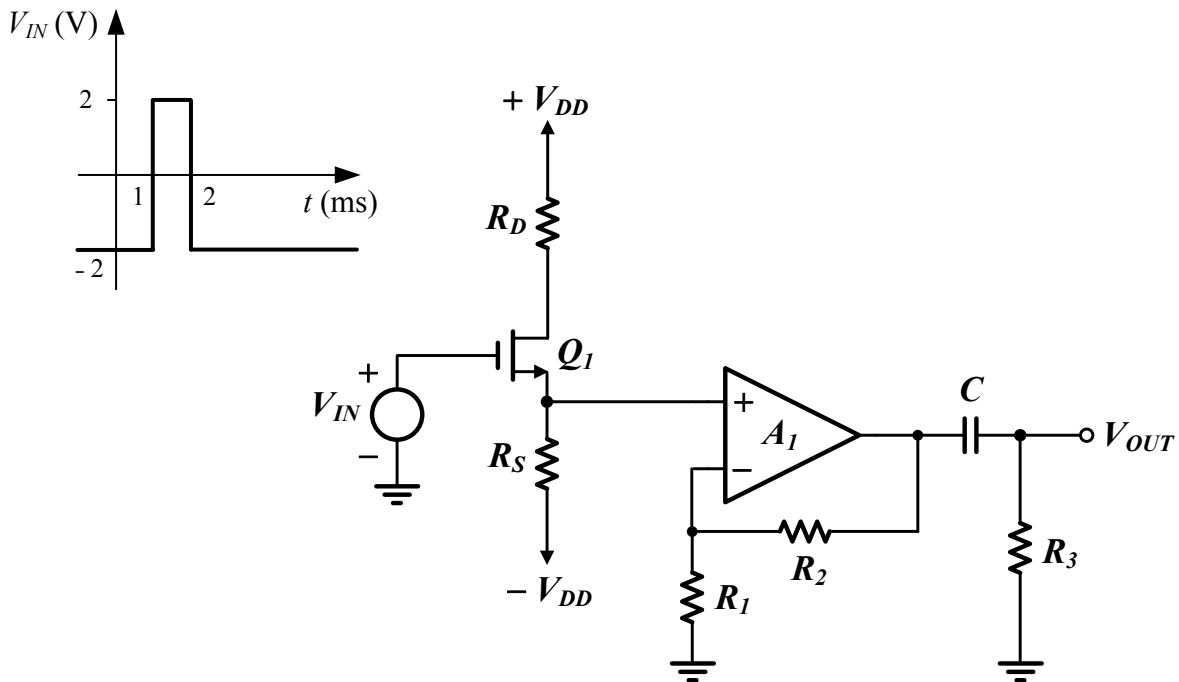 V_IN (V)
2
1
2
t (ms)
- 2
+ V_DD
R_D
Q_1
+
V_IN
−
R_S
− V_DD
+
A_1
−
R_2
R_1
C
V_OUT
R_3